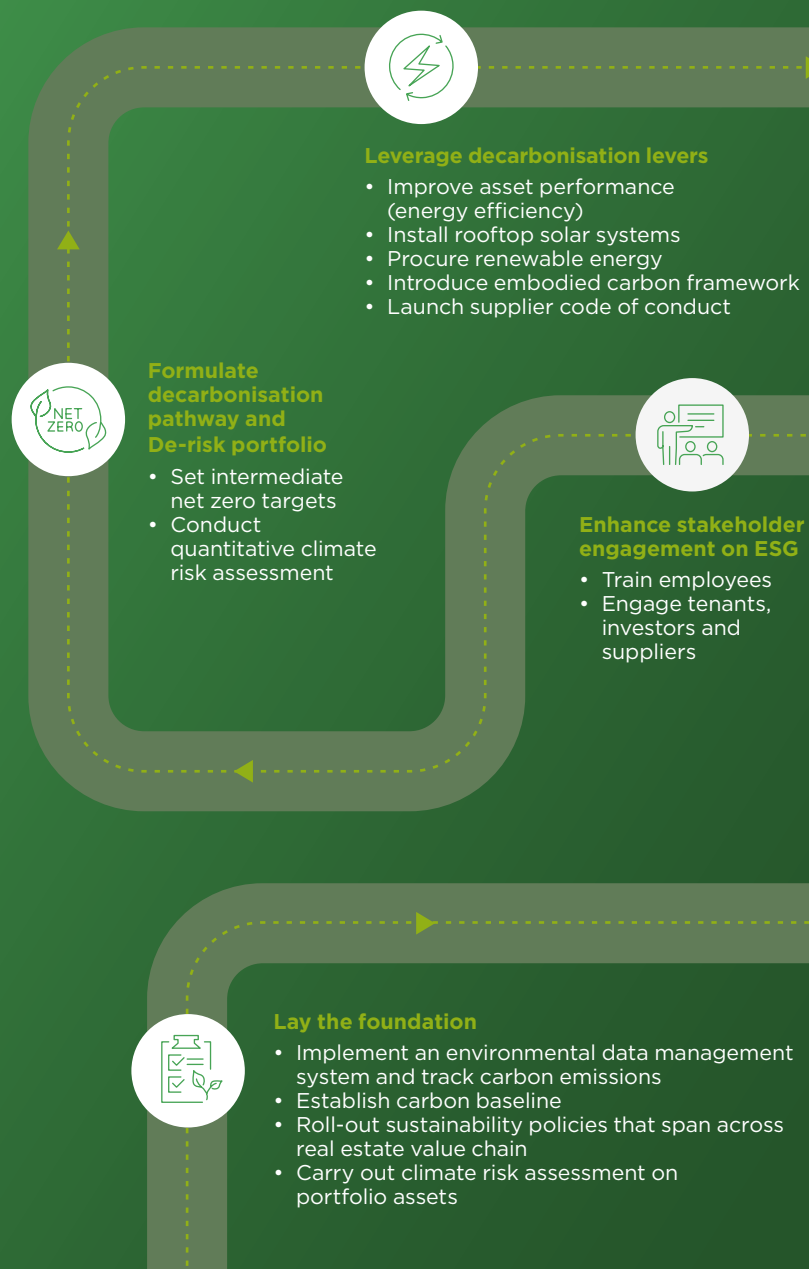 Leverage decarbonisation levers
• Improve asset performance
(energy efficiency)
• Install rooftop solar systems
• Procure renewable energy
• Introduce embodied carbon framework
• Launch supplier code of conduct
NET
ZERO
Formulate
decarbonisation
pathway and
De-risk portfolio
• Set intermediate
net zero targets
• Conduct
quantitative climate
risk assessment
Enhance stakeholder
engagement on ESG
• Train employees
• Engage tenants,
investors and
suppliers
Lay the foundation
• Implement an environmental data management
system and track carbon emissions
• Establish carbon baseline
• Roll-out sustainability policies that span across
real estate value chain
• Carry out climate risk assessment on
portfolio assets